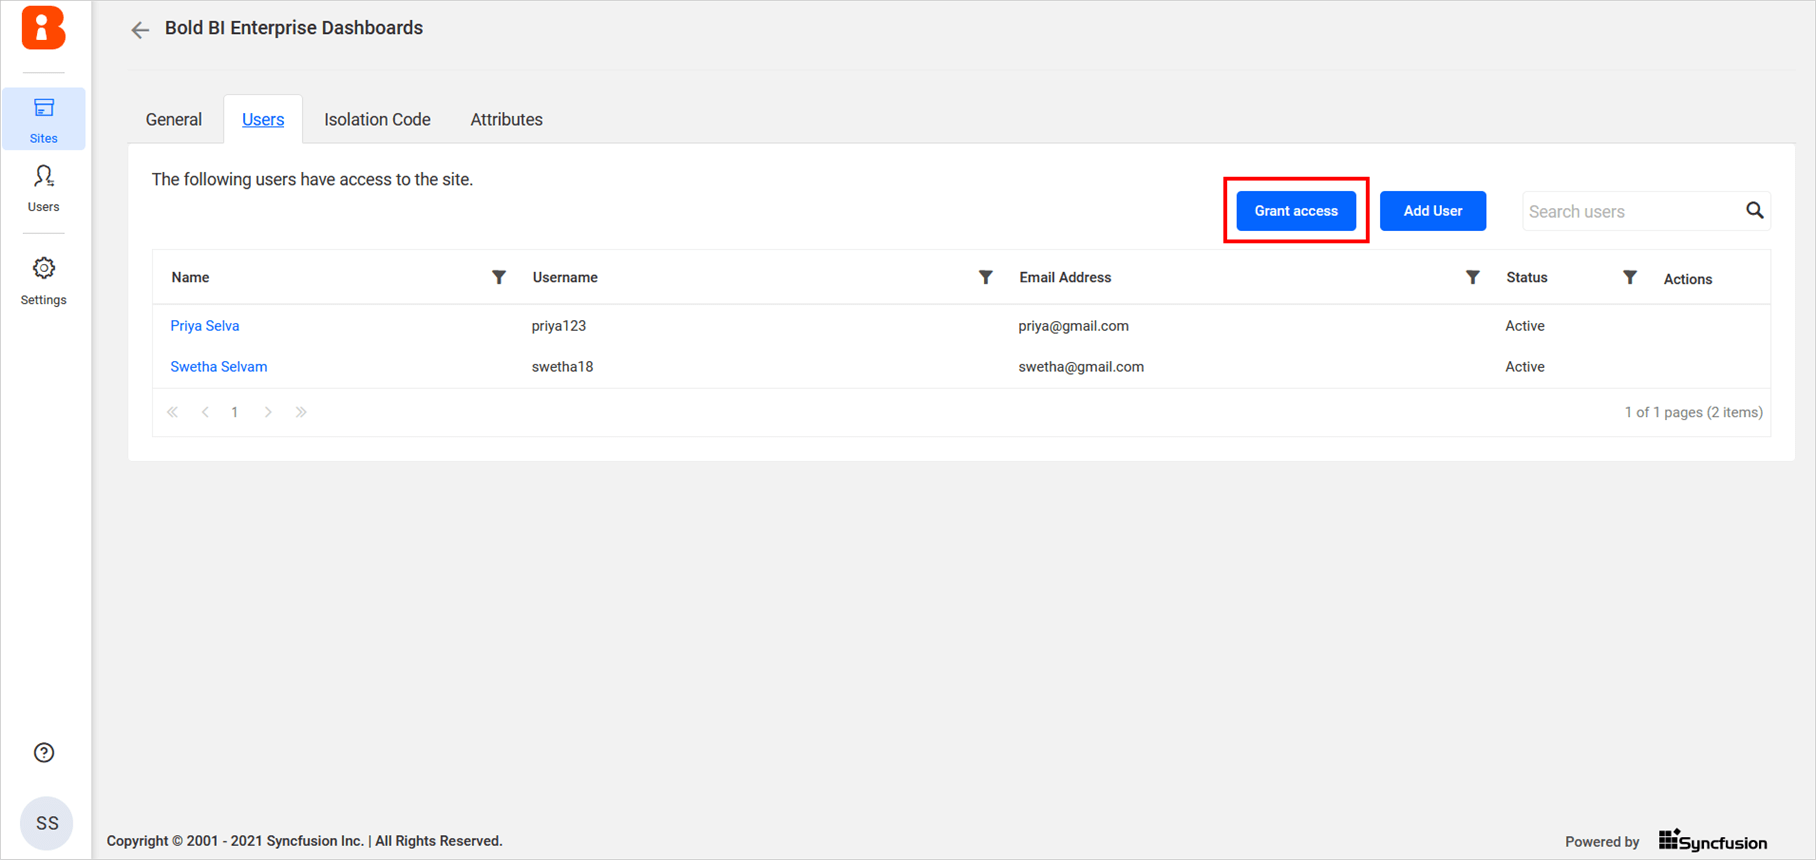 Bold BI Enterprise Dashboards
Sites
Users
Settings
SS
General Users Isolation Code Attributes
The following users have access to the site.
Grant access Add User Search users
Name Username Email Address Status Actions
Priya Selva priya123 priya@gmail.com Active
Swetha Selvam swetha18 swetha@gmail.com Active
1 1 of 1 pages (2 items)
Copyright © 2001 - 2021 Syncfusion Inc. | All Rights Reserved.
Powered by Syncfusion